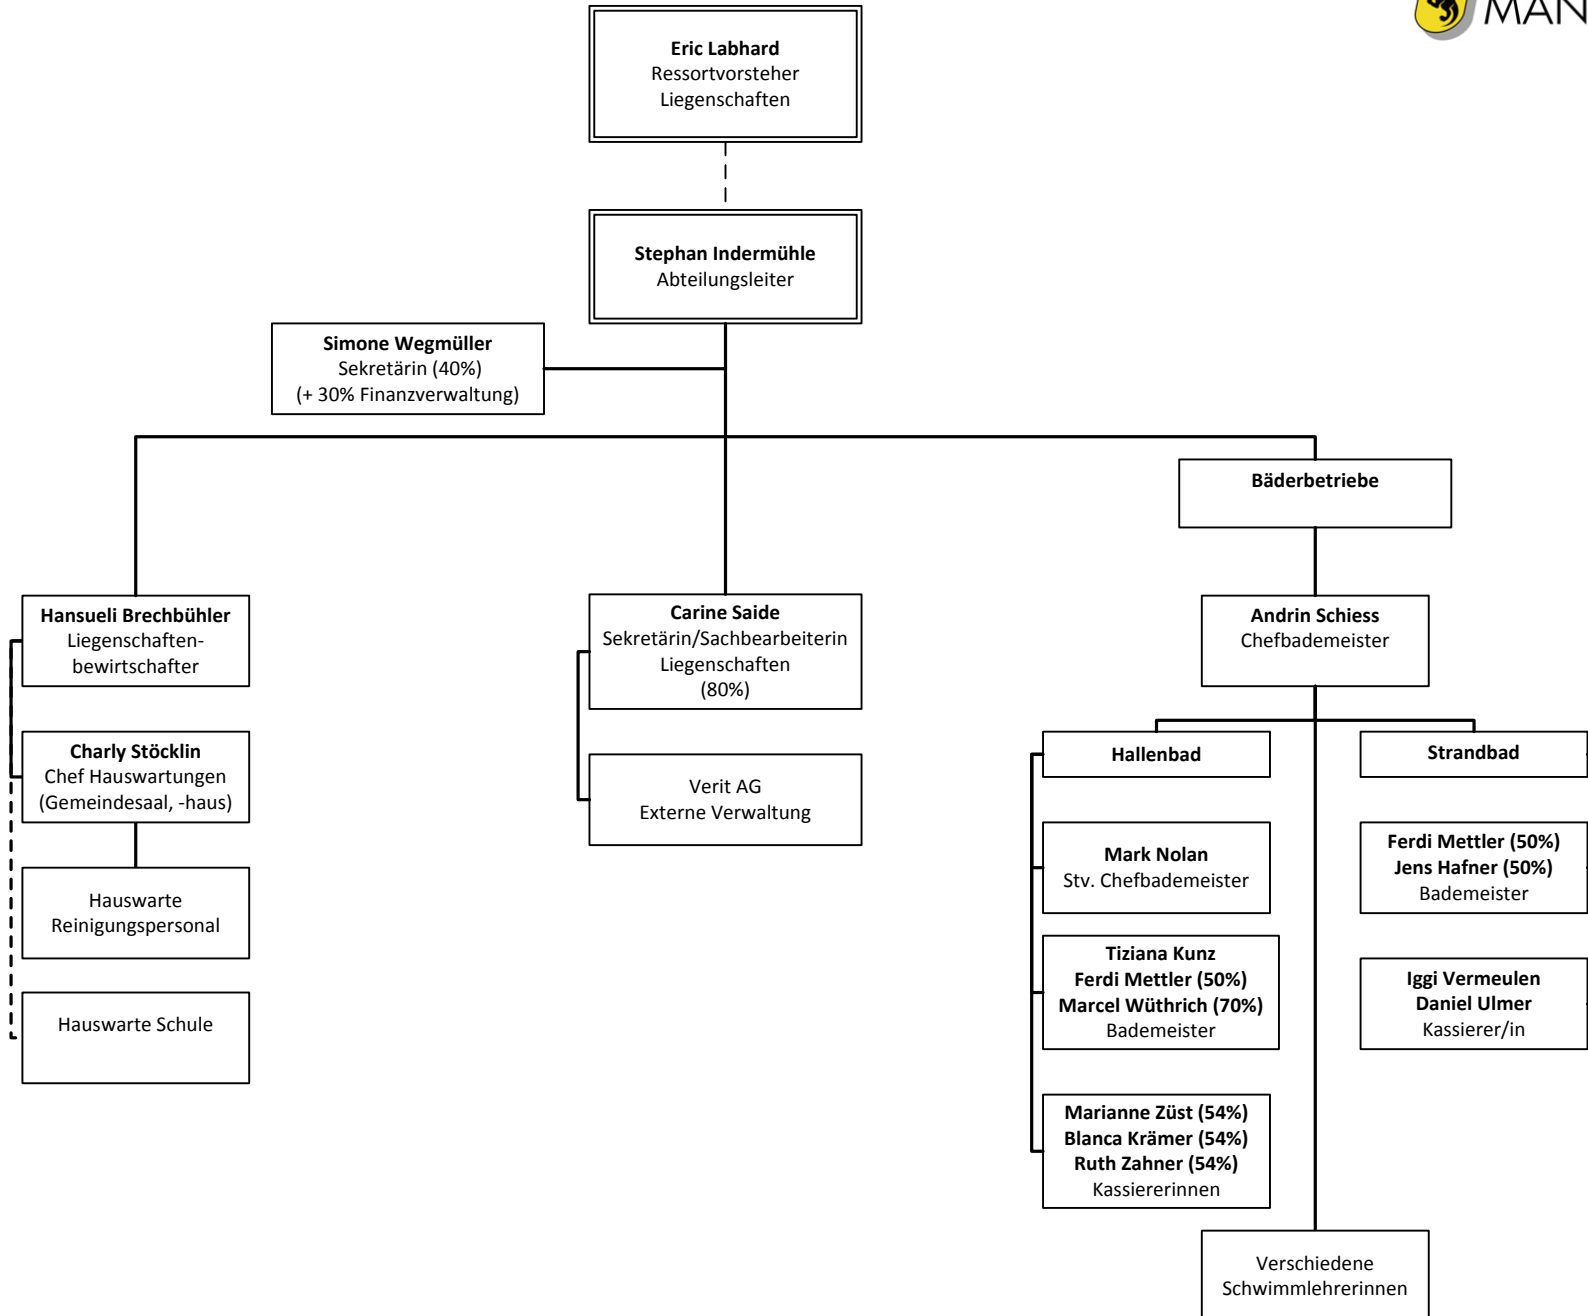 MAN
Eric Labhard
Ressortvorsteher
Liegenschaften
Stephan Indermühle
Abteilungsleiter
Simone Wegmüller
Sekretärin (40%)
(+ 30% Finanzverwaltung)
Bäderbetriebe
Hansueli Brechbühler
Liegenschaften-
bewirtschafter
Carine Saide
Sekretärin/Sachbearbeiterin
Liegenschaften
(80%)
Andrin Schiess
Chefbademeister
Charly Stöcklin
Chef Hauswartungen
(Gemeindesaal, -haus)
Verit AG
Externe Verwaltung
Hallenbad
Strandbad
Hauswarte
Reinigungspersonal
Mark Nolan
Stv. Chefbademeister
Ferdi Mettler (50%)
Jens Hafner (50%)
Bademeister
Hauswarte Schule
Tiziana Kunz
Ferdi Mettler (50%)
Marcel Wüthrich (70%)
Bademeister
Iggi Vermeulen
Daniel Ulmer
Kassierer/in
Marianne Züst (54%)
Blanca Krämer (54%)
Ruth Zahner (54%)
Kassiererinnen
Verschiedene
Schwimmlehrerinnen